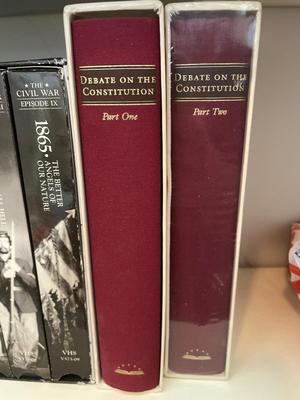 THE
CIVIL WAR
EPISODE IX
1865•
THE BETTER
ANGELS OF
OUR NATURE
VHS
DEBATE ON THE
CONSTITUTION
Part One
DEBATE ON THE
CONSTITUTION
Part Two